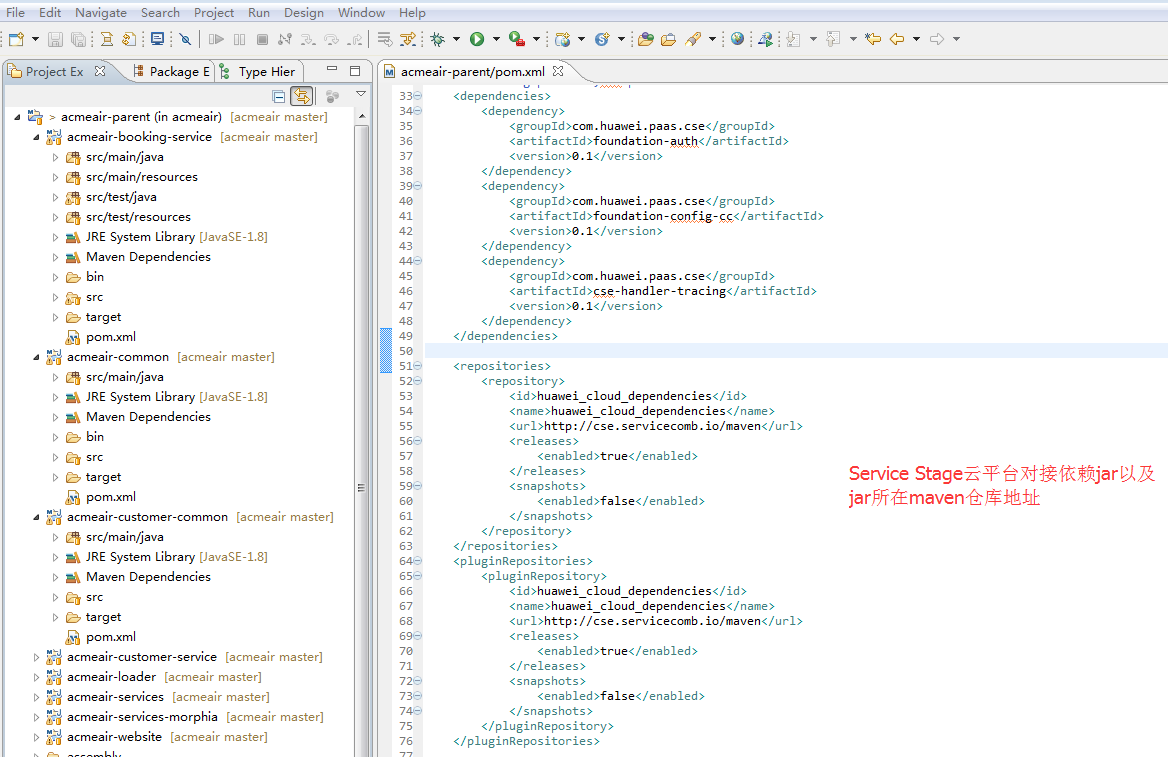 File Edit Navigate Search Project Run Design Window Help
Project Ex Package E Type Hier
acmeair-parent/pom.xml
> acmeair-parent (in acmeair) [acmeair master]
acmeair-booking-service [acmeair master]
src/main/java
src/main/resources
src/test/java
src/test/resources
JRE System Library [JavaSE-1.8]
Maven Dependencies
bin
src
target
pom.xml
acmeair-common [acmeair master]
src/main/java
JRE System Library [JavaSE-1.8]
Maven Dependencies
bin
src
target
pom.xml
acmeair-customer-common [acmeair master]
src/main/java
JRE System Library [JavaSE-1.8]
Maven Dependencies
src
target
pom.xml
acmeair-customer-service [acmeair master]
acmeair-loader [acmeair master]
acmeair-services [acmeair master]
acmeair-services-morphia [acmeair master]
acmeair-website [acmeair master]
assembly
33 <dependencies>
34 <dependency>
35 <groupId>com.huawei.paas.cse</groupId>
36 <artifactId>foundation-auth</artifactId>
37 <version>0.1</version>
38 </dependency>
39 <dependency>
40 <groupId>com.huawei.paas.cse</groupId>
41 <artifactId>foundation-config-cc</artifactId>
42 <version>0.1</version>
43 </dependency>
44 <dependency>
45 <groupId>com.huawei.paas.cse</groupId>
46 <artifactId>cse-handler-tracing</artifactId>
47 <version>0.1</version>
48 </dependency>
49 </dependencies>
50
51 <repositories>
52 <repository>
53 <id>huawei_cloud_dependencies</id>
54 <name>huawei_cloud_dependencies</name>
55 <url>http://cse.servicecomb.io/maven</url>
56 <releases>
57 <enabled>true</enabled>
58 </releases>
59 <snapshots>
60 <enabled>false</enabled>
61 </snapshots>
62 </repository>
63 </repositories>
64 <pluginRepositories>
65 <pluginRepository>
66 <id>huawei_cloud_dependencies</id>
67 <name>huawei_cloud_dependencies</name>
68 <url>http://cse.servicecomb.io/maven</url>
69 <releases>
70 <enabled>true</enabled>
71 </releases>
72 <snapshots>
73 <enabled>false</enabled>
74 </snapshots>
75 </pluginRepository>
76 </pluginRepositories>
77
Service Stage云平台对接依赖jar以及
jar所在maven仓库地址